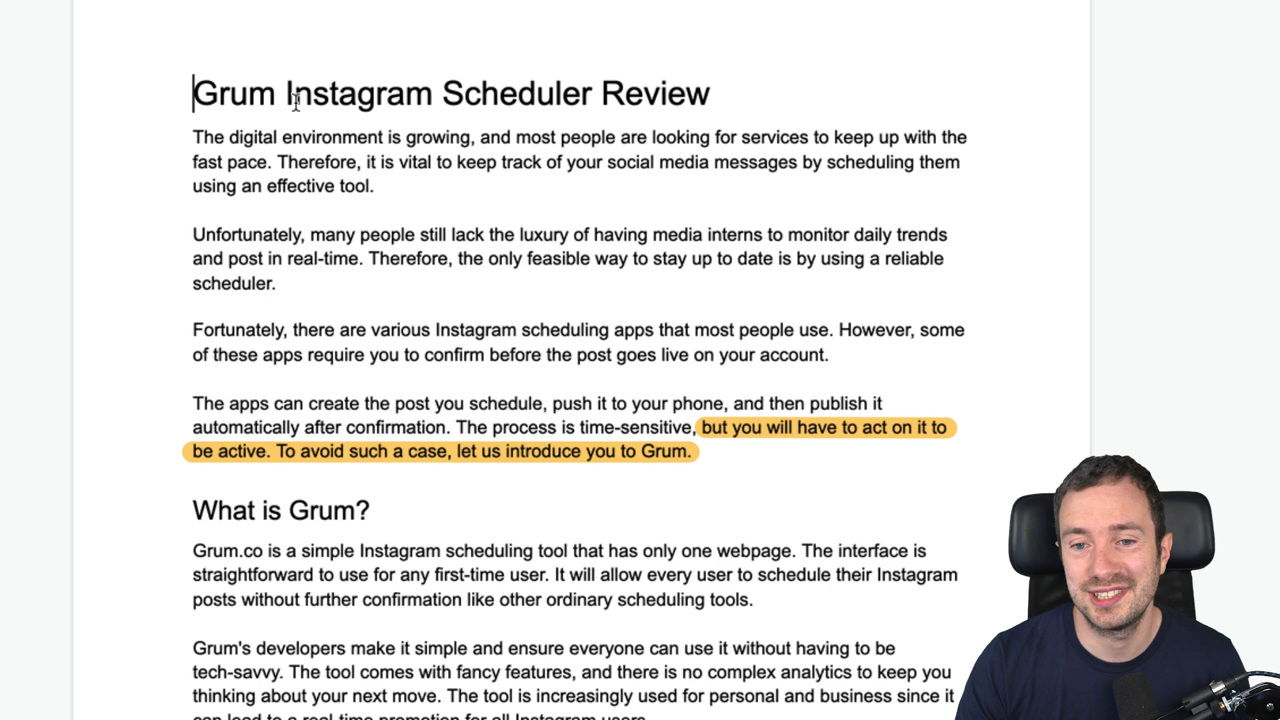 Grum Instagram Scheduler Review
The digital environment is growing, and most people are looking for services to keep up with the
fast pace. Therefore, it is vital to keep track of your social media messages by scheduling them
using an effective tool.
Unfortunately, many people still lack the luxury of having media interns to monitor daily trends
and post in real-time. Therefore, the only feasible way to stay up to date is by using a reliable
scheduler.
Fortunately, there are various Instagram scheduling apps that most people use. However, some
of these apps require you to confirm before the post goes live on your account.
The apps can create the post you schedule, push it to your phone, and then publish it
automatically after confirmation. The process is time-sensitive, but you will have to act on it to
be active. To avoid such a case, let us introduce you to Grum.
What is Grum?
Grum.co is a simple Instagram scheduling tool that has only one webpage. The interface is
straightforward to use for any first-time user. It will allow every user to schedule their Instagram
posts without further confirmation like other ordinary scheduling tools.
Grum's developers make it simple and ensure everyone can use it without having to be
tech-savvy. The tool comes with fancy features, and there is no complex analytics to keep you
thinking about your next move. The tool is increasingly used for personal and business since it
can lead to a real-time promotion for all Instagram users.